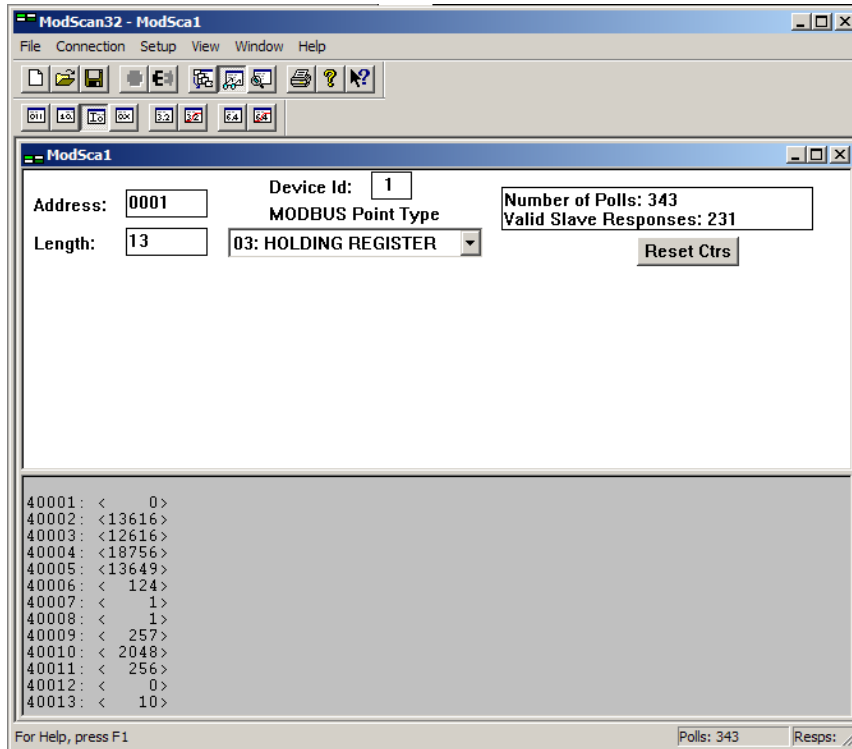 ModScan32 - ModSca1
File Connection Setup View Window Help
ModSca1
Address: 0001
Device Id: 1
MODBUS Point Type
Length: 13
03: HOLDING REGISTER
Number of Polls: 343
Valid Slave Responses: 231
Reset Ctrs
40001: <    0>
40002: <13616>
40003: <12616>
40004: <18756>
40005: <13649>
40006: <  124>
40007: <    1>
40008: <    1>
40009: <  257>
40010: < 2048>
40011: <  256>
40012: <    0>
40013: <   10>
For Help, press F1
Polls: 343
Resps: